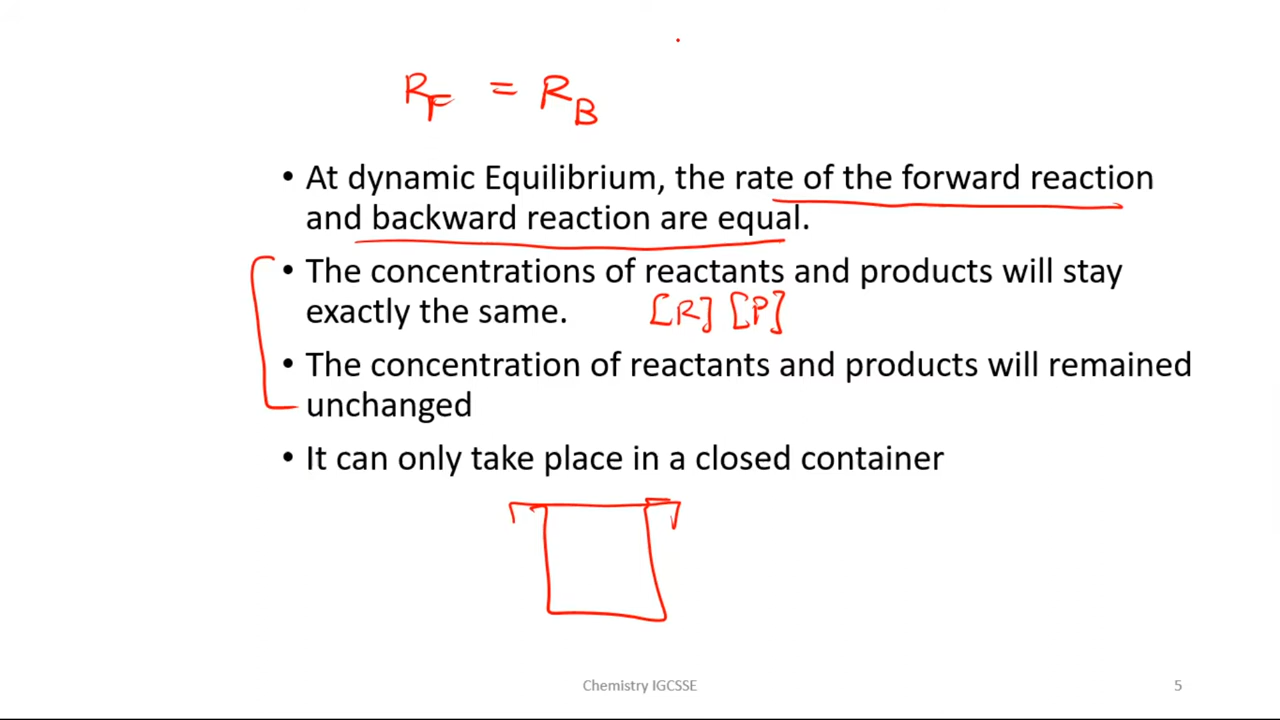 R_F = R_B
• At dynamic Equilibrium, the rate of the forward reaction
and backward reaction are equal.
• The concentrations of reactants and products will stay
exactly the same. [R] [P]
• The concentration of reactants and products will remained
unchanged
• It can only take place in a closed container
Chemistry IGCSSE 5